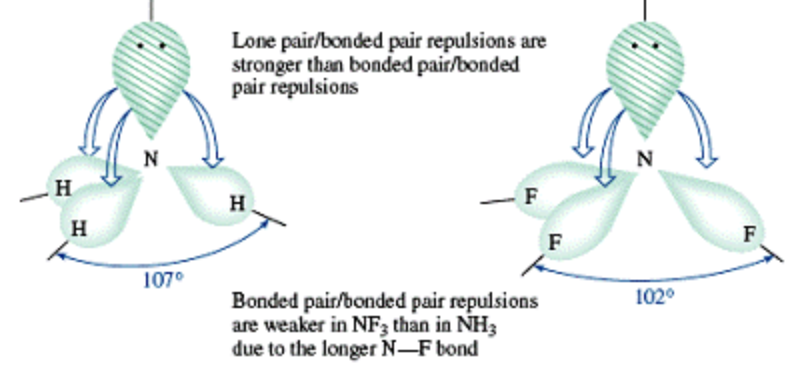 Lone pair/bonded pair repulsions are
stronger than bonded pair/bonded
pair repulsions
N
H
H
H
107°
N
F
F
F
102°
Bonded pair/bonded pair repulsions
are weaker in NF₃ than in NH₃
due to the longer N—F bond